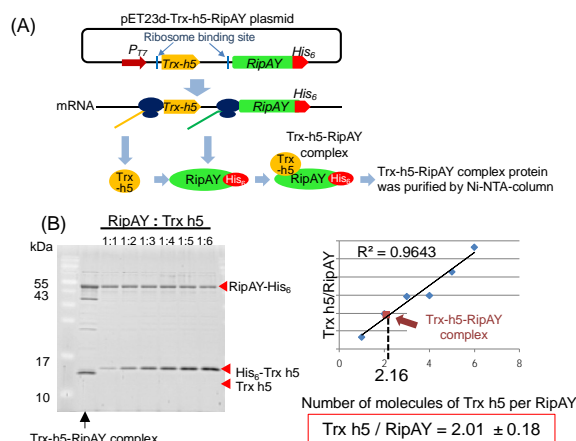 (A)
pET23d-Trx-h5-RipAY plasmid
Ribosome binding site
PT7
Trx-h5
RipAY
His6
mRNA
Trx-h5
RipAY
His6
Trx-h5-RipAY
complex
Trx
-h5
RipAY
His6
Trx
-h5
RipAY
His6
Trx-h5-RipAY complex protein
was purified by Ni-NTA-column
(B)
RipAY : Trx h5
kDa
1:1 1:2 1:3 1:4 1:5 1:6
55
43
17
10
RipAY-His6
His6-Trx h5
Trx h5
Trx-h5-RipAY complex
R² = 0.9643
Trx h5/RipAY
Trx-h5-RipAY
complex
0 2 4 6 8
2.16
Number of molecules of Trx h5 per RipAY
Trx h5 / RipAY = 2.01 ±0.18